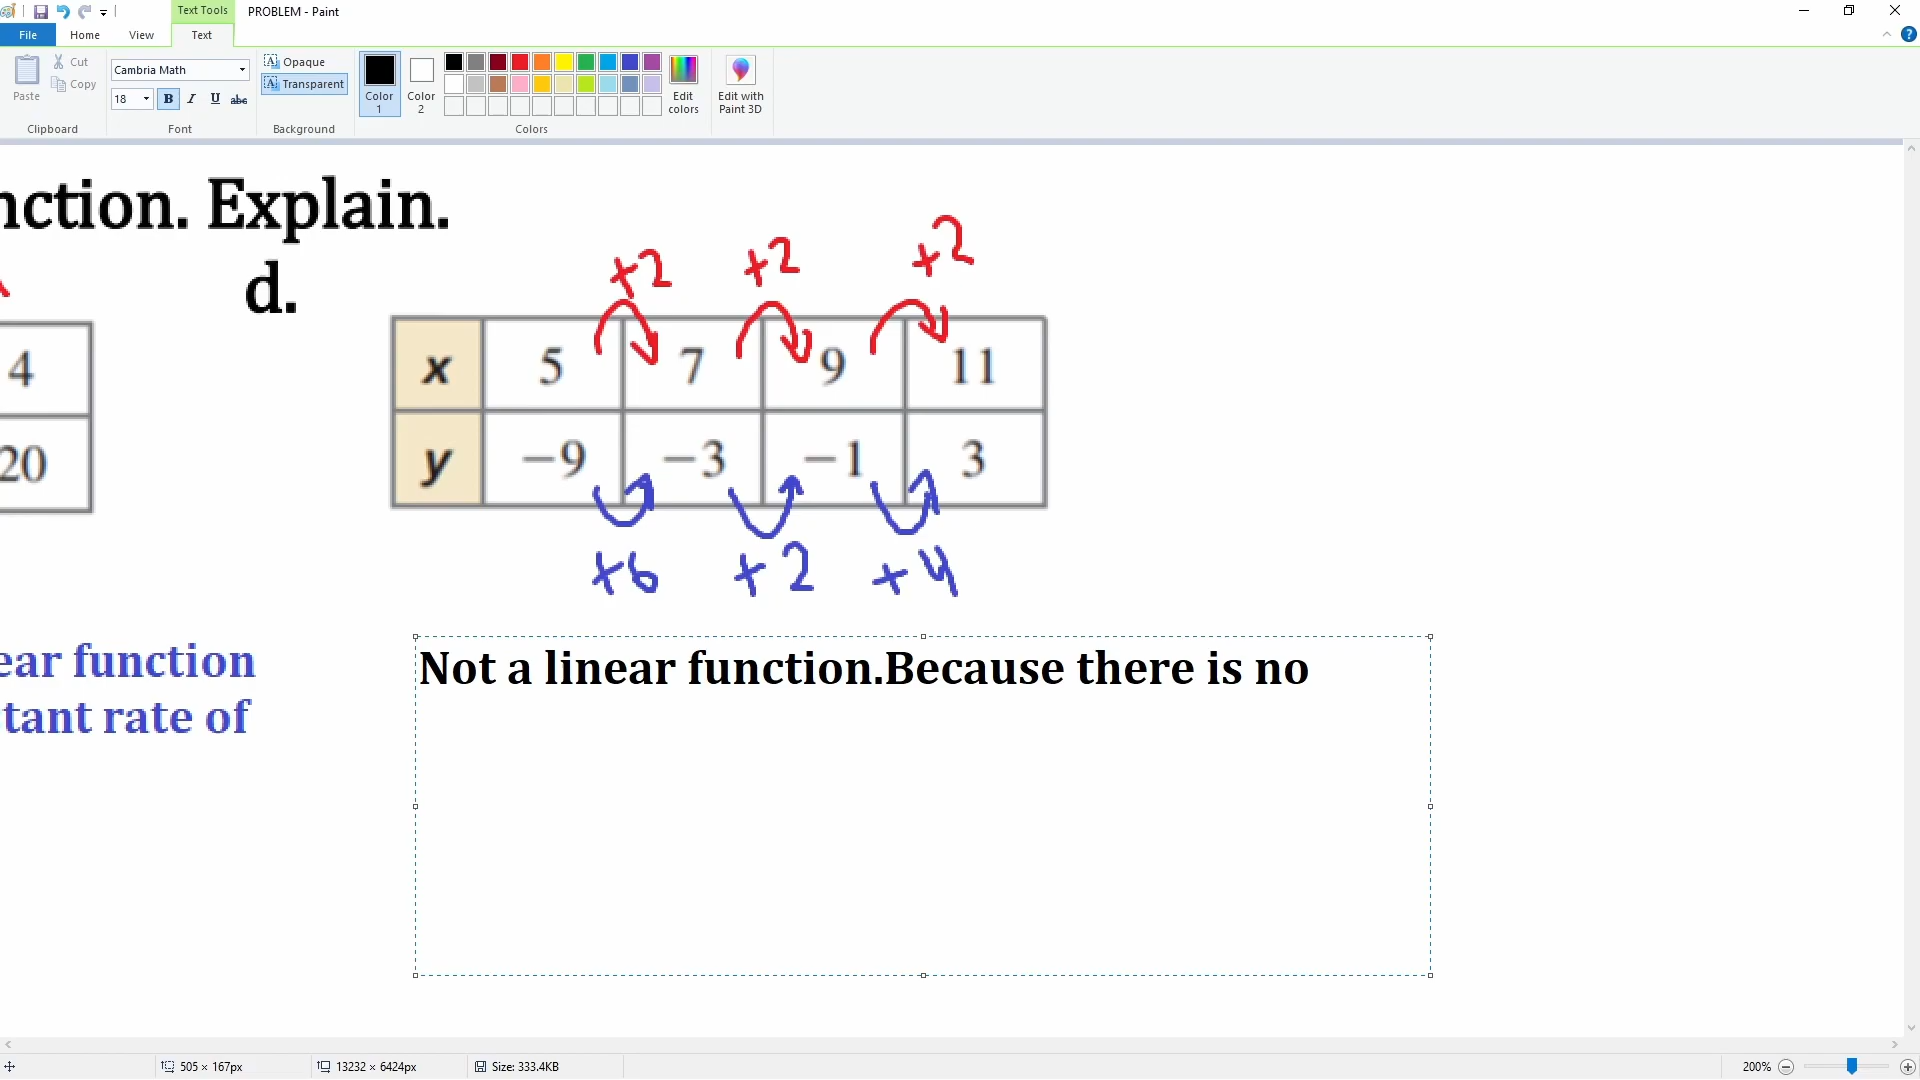 Text Tools
PROBLEM - Paint
File
Home
View
Text
Paste
Cut
Copy
Clipboard
Cambria Math
18
B
I
U
abc
Font
A Opaque
A Transparent
Background
Color 1
Color 2
Edit colors
Colors
Edit with Paint 3D
nction. Explain.
d.
+2 +2 +2
4
20
x 5 7 9 11
y −9 −3 −1 3
+6 +2 +4
ear function
tant rate of
Not a linear function.Because there is no
505 × 167px
13232 × 6424px
Size: 333.4KB
200%